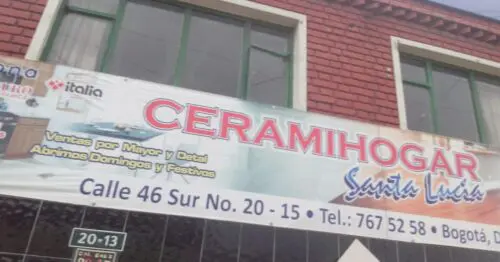 italia
CERAMIHOGAR
Santa Lucia
Ventas por Mayor y Detal
Abrimos Domingos y Festivos
Calle 46 Sur No. 20 - 15 • Tel.: 767 52 58 • Bogotá, D
20-13